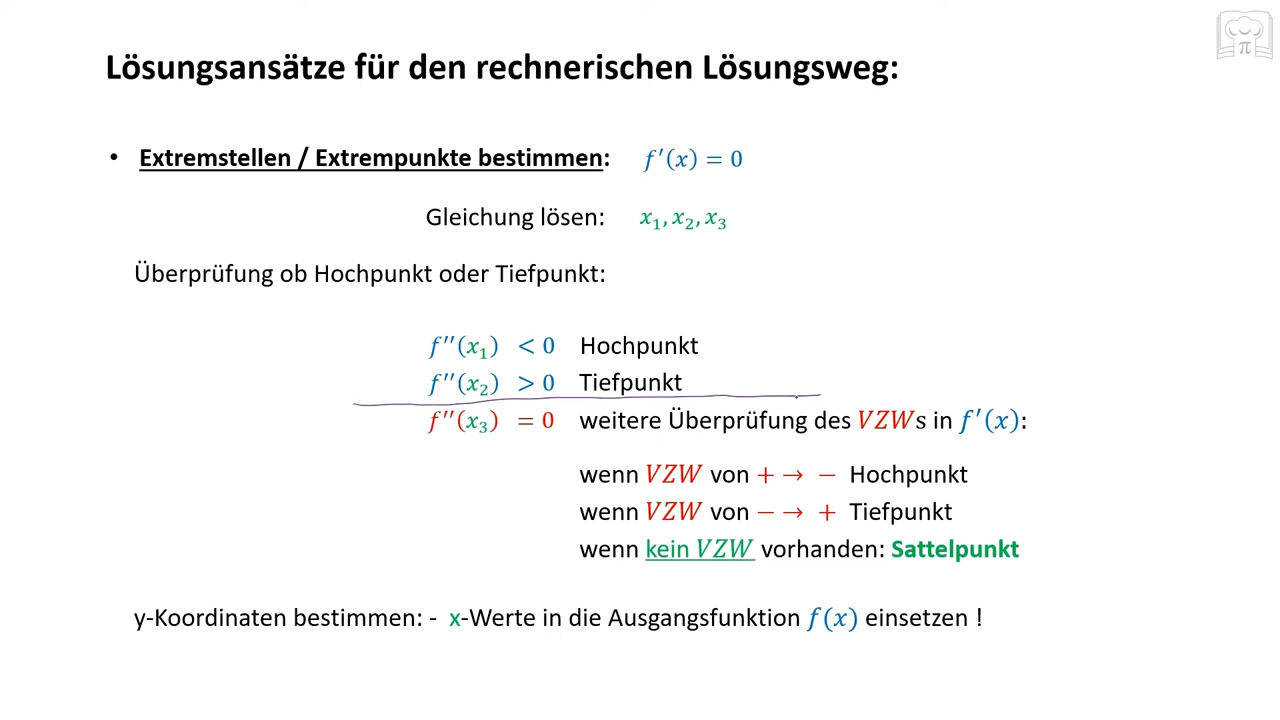 Lösungsansätze für den rechnerischen Lösungsweg:
• Extremstellen / Extrempunkte bestimmen: f′(x) = 0
Gleichung lösen: x₁, x₂, x₃
Überprüfung ob Hochpunkt oder Tiefpunkt:
f′′(x₁) < 0 Hochpunkt
f′′(x₂) > 0 Tiefpunkt
f′′(x₃) = 0 weitere Überprüfung des VZWs in f′(x):
wenn VZW von + → − Hochpunkt
wenn VZW von − → + Tiefpunkt
wenn kein VZW vorhanden: Sattelpunkt
y-Koordinaten bestimmen: - x-Werte in die Ausgangsfunktion f(x) einsetzen !
π